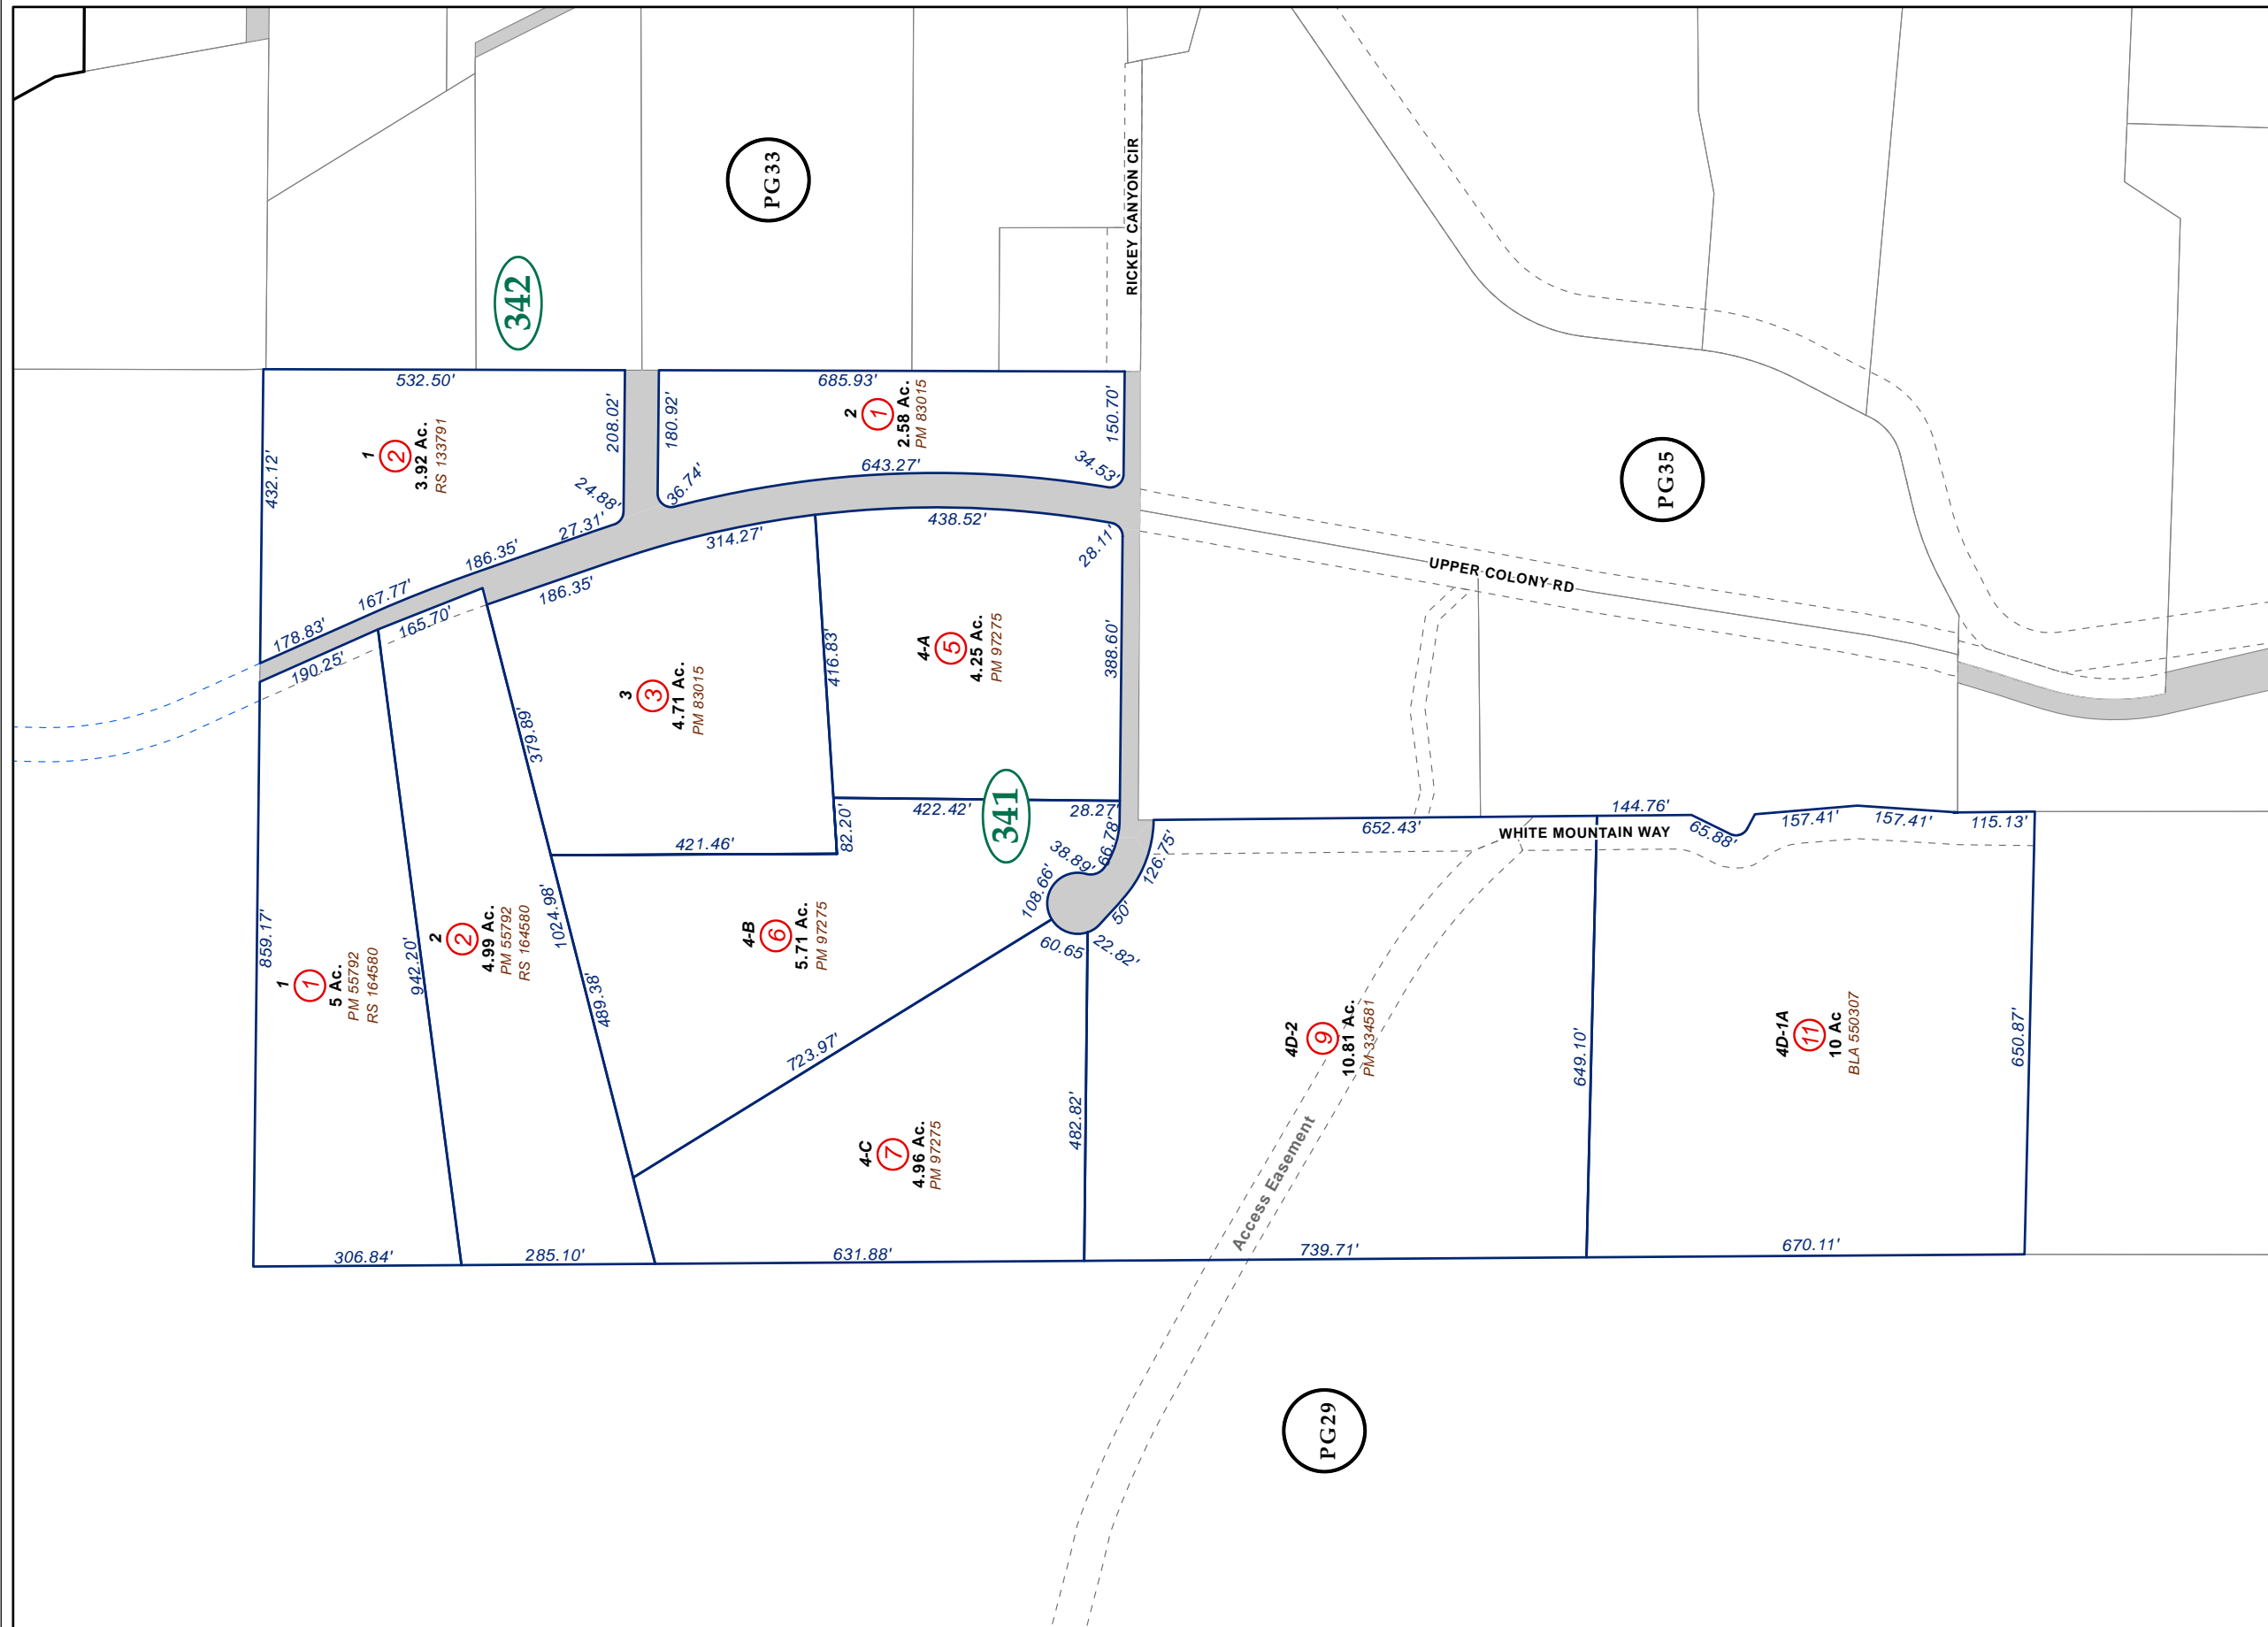 PG33
RICKEY CANYON CIR
342
532.50'
685.93'
432.12'
1
2
3.92 Ac.
RS 133791
208.02'
24.88'
27.31'
186.35'
167.77'
178.83'
180.92'
36.74'
2
1
2.58 Ac.
PM 83015
150.70'
34.53'
643.27'
PG35
UPPER COLONY RD
190.25'
165.70'
186.35'
314.27'
438.52'
28.11'
3
3
4.71 Ac.
PM 83015
379.89'
416.83'
4-A
5
4.25 Ac.
PM 97275
388.60'
341
422.42'
28.27'
82.20'
421.46'
66.78'
38.89'
108.66'
126.75'
50'
60.65
22.82'
652.43'
144.76'
WHITE MOUNTAIN WAY
65.88'
157.41'
157.41'
115.13'
859.17'
1
1
5 Ac.
PM 55792
RS 164580
942.20'
2
2
4.99 Ac.
PM 55792
RS 164580
1024.98'
489.38'
4-B
6
5.71 Ac.
PM 97275
723.97'
4-C
7
4.96 Ac.
PM 97275
482.82'
4D-2
9
10.81 Ac.
PM 334581
Access Easement
649.10'
4D-1A
11
10 Ac
BLA 550307
650.87'
306.84'
285.10'
631.88'
739.71'
670.11'
PG29